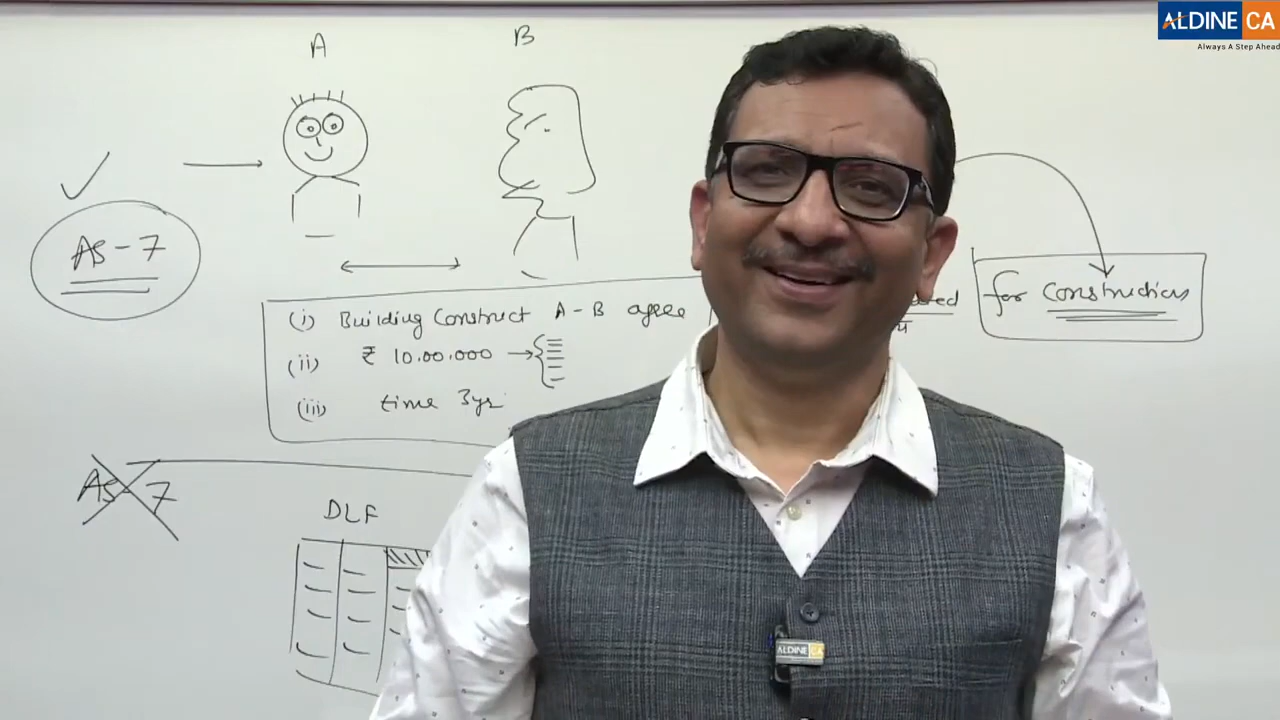 ALDINE CA
Always A Step Ahead
A
B
AS-7
(i) Building Construct A-B agree
(ii) ₹ 10,00,000 →
(iii) time 3yr
for Construction
AS 7
DLF
ALDINE CA